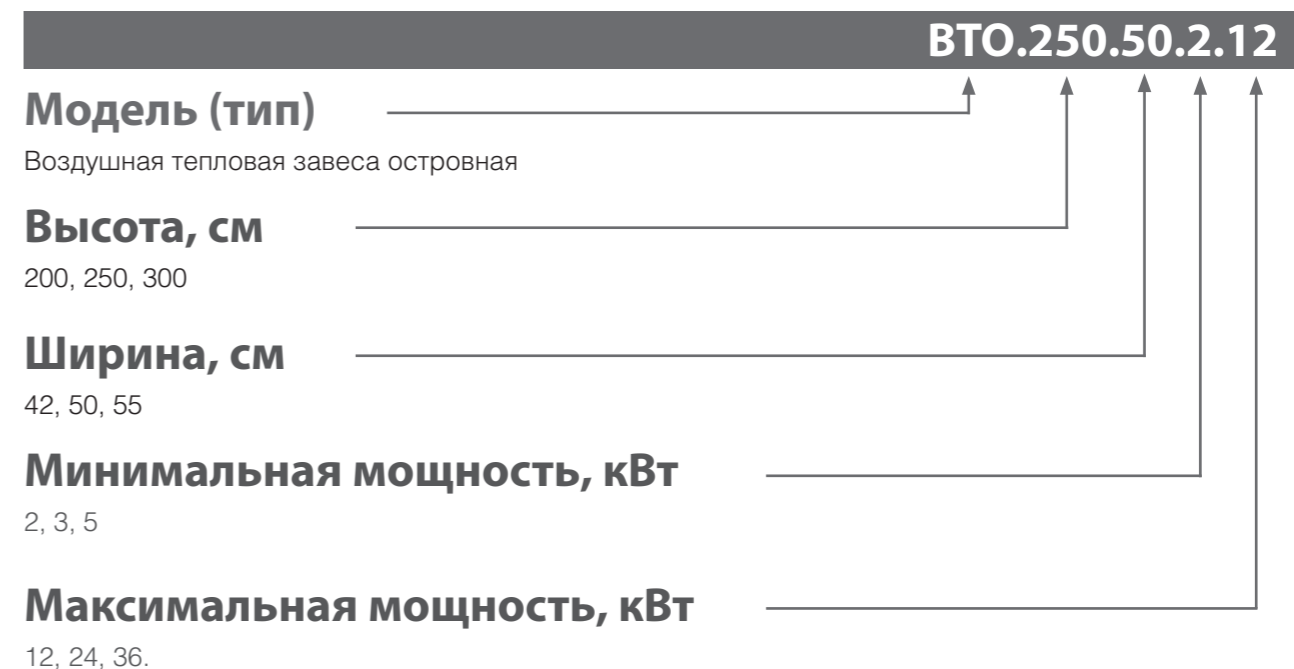 ВТО.250.50.2.12
Модель (тип)
Воздушная тепловая завеса островная
Высота, см
200, 250, 300
Ширина, см
42, 50, 55
Минимальная мощность, кВт
2, 3, 5
Максимальная мощность, кВт
12, 24, 36.